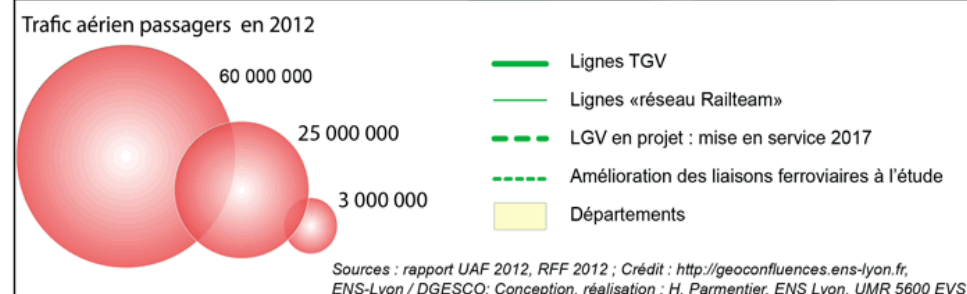 Trafic aérien passagers en 2012
60 000 000
25 000 000
3 000 000
Lignes TGV
Lignes «réseau Railteam»
LGV en projet : mise en service 2017
Amélioration des liaisons ferroviaires à l'étude
Départements
Sources : rapport UAF 2012, RFF 2012 ; Crédit : http://geoconfluences.ens-lyon.fr,
ENS-Lyon / DGESCO; Conception, réalisation : H. Parmentier, ENS Lyon, UMR 5600 EVS